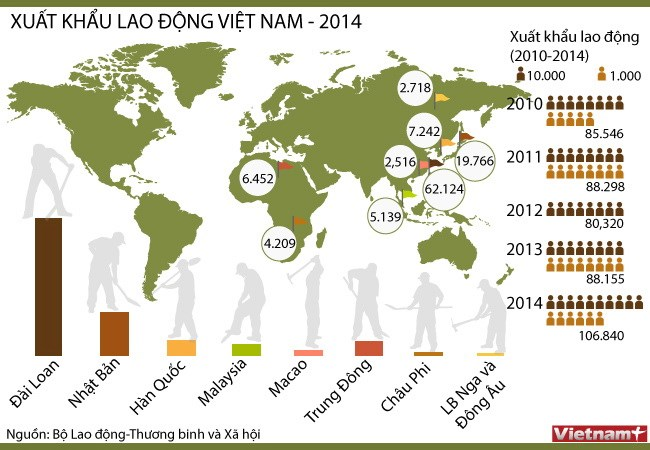 XUẤT KHẨU LAO ĐỘNG VIỆT NAM - 2014
Xuất khẩu lao động
(2010-2014)
10.000 1.000
2010
85.546
2011
88.298
2012
80,320
2013
88.155
2014
106.840
2.718
7.242
19.766
2,516
62.124
6.452
5.139
4.209
Đài Loan
Nhật Bản
Hàn Quốc
Malaysia
Macao
Trung Đông
Châu Phi
LB Nga và
Đông Âu
Nguồn: Bộ Lao động-Thương binh và Xã hội
Vietnam+